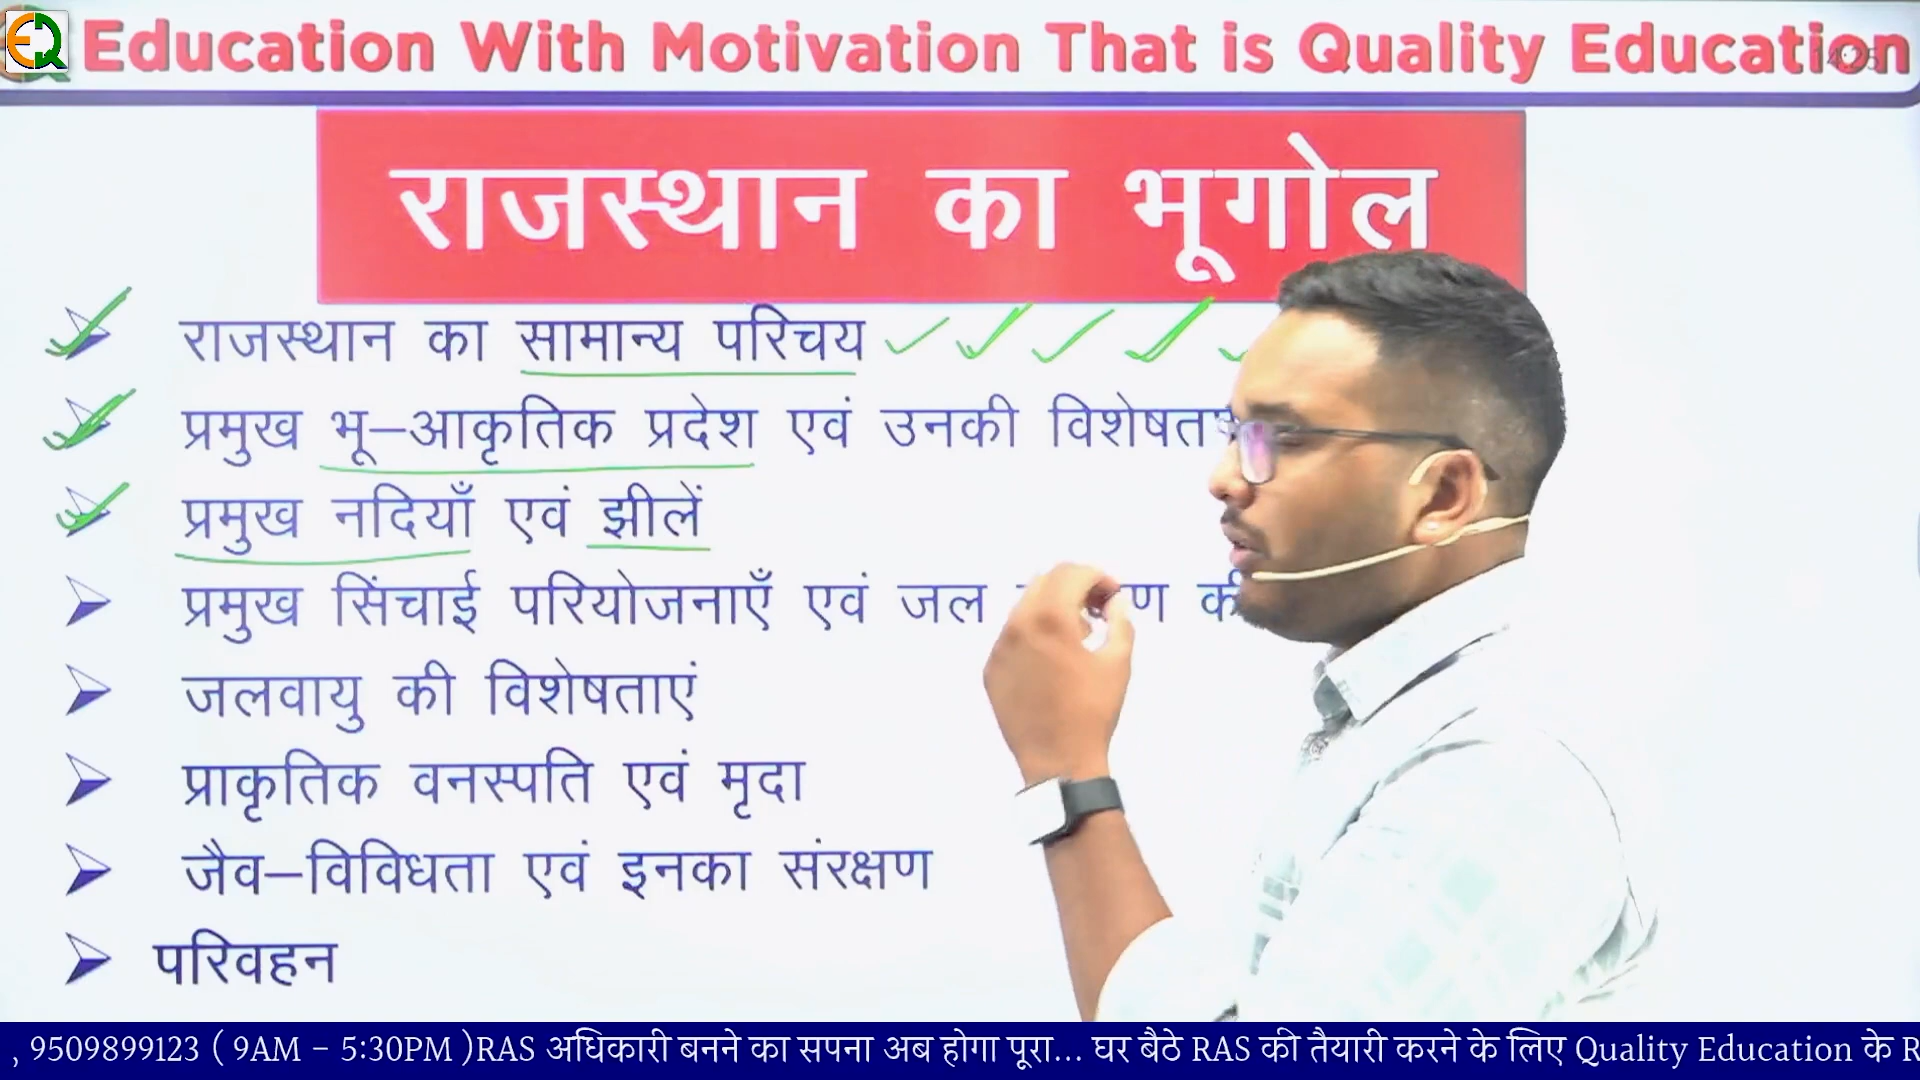 Education With Motivation That is Quality Education
राजस्थान का भूगोल
राजस्थान का सामान्य परिचय
प्रमुख भू–आकृतिक प्रदेश एवं उनकी
प्रमुख नदियाँ एवं झीलें
प्रमुख सिंचाई परियोजनाएँ एवं जल
जलवायु की विशेषताएं
प्राकृतिक वनस्पति एवं मृदा
जैव–विविधता एवं इनका संरक्षण
परिवहन
, 9509899123 ( 9AM – 5:30PM )RAS अधिकारी बनने का सपना अब होगा पूरा... घर बैठे RAS की तैयारी करने के लिए Quality Education के R